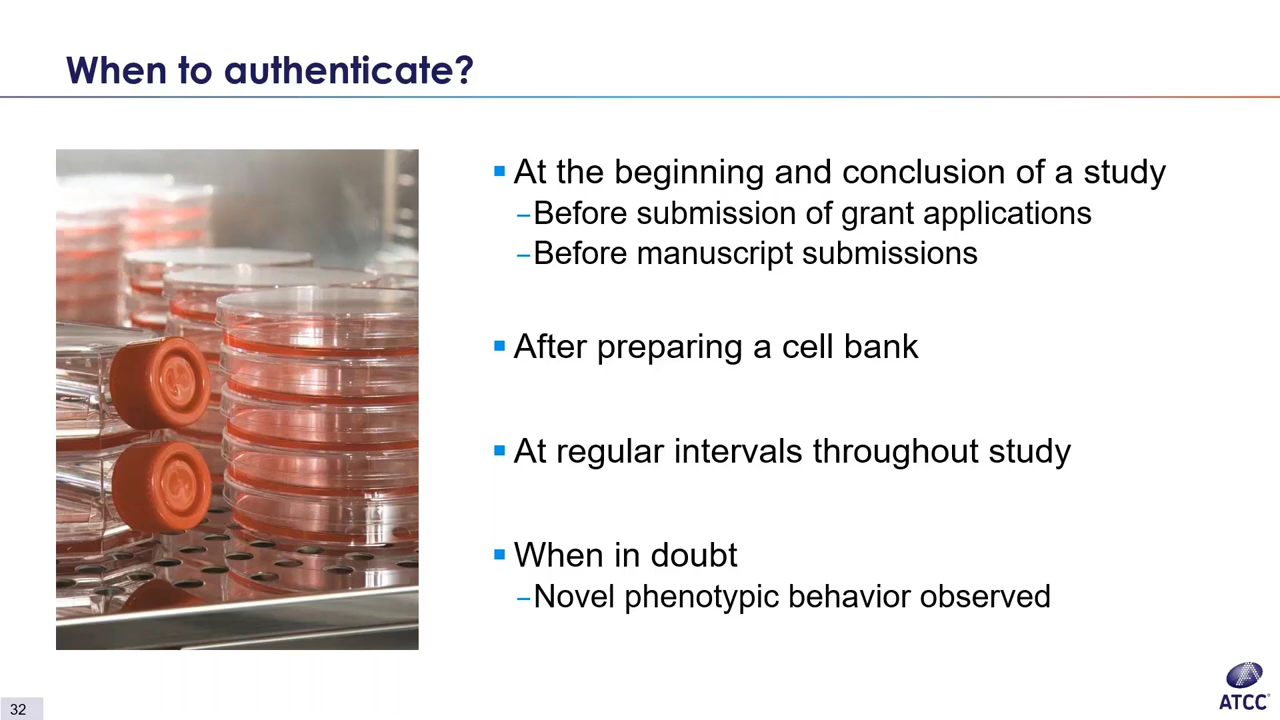 When to authenticate?
▪ At the beginning and conclusion of a study
–Before submission of grant applications
–Before manuscript submissions
▪ After preparing a cell bank
▪ At regular intervals throughout study
▪ When in doubt
–Novel phenotypic behavior observed
32
ATCC®